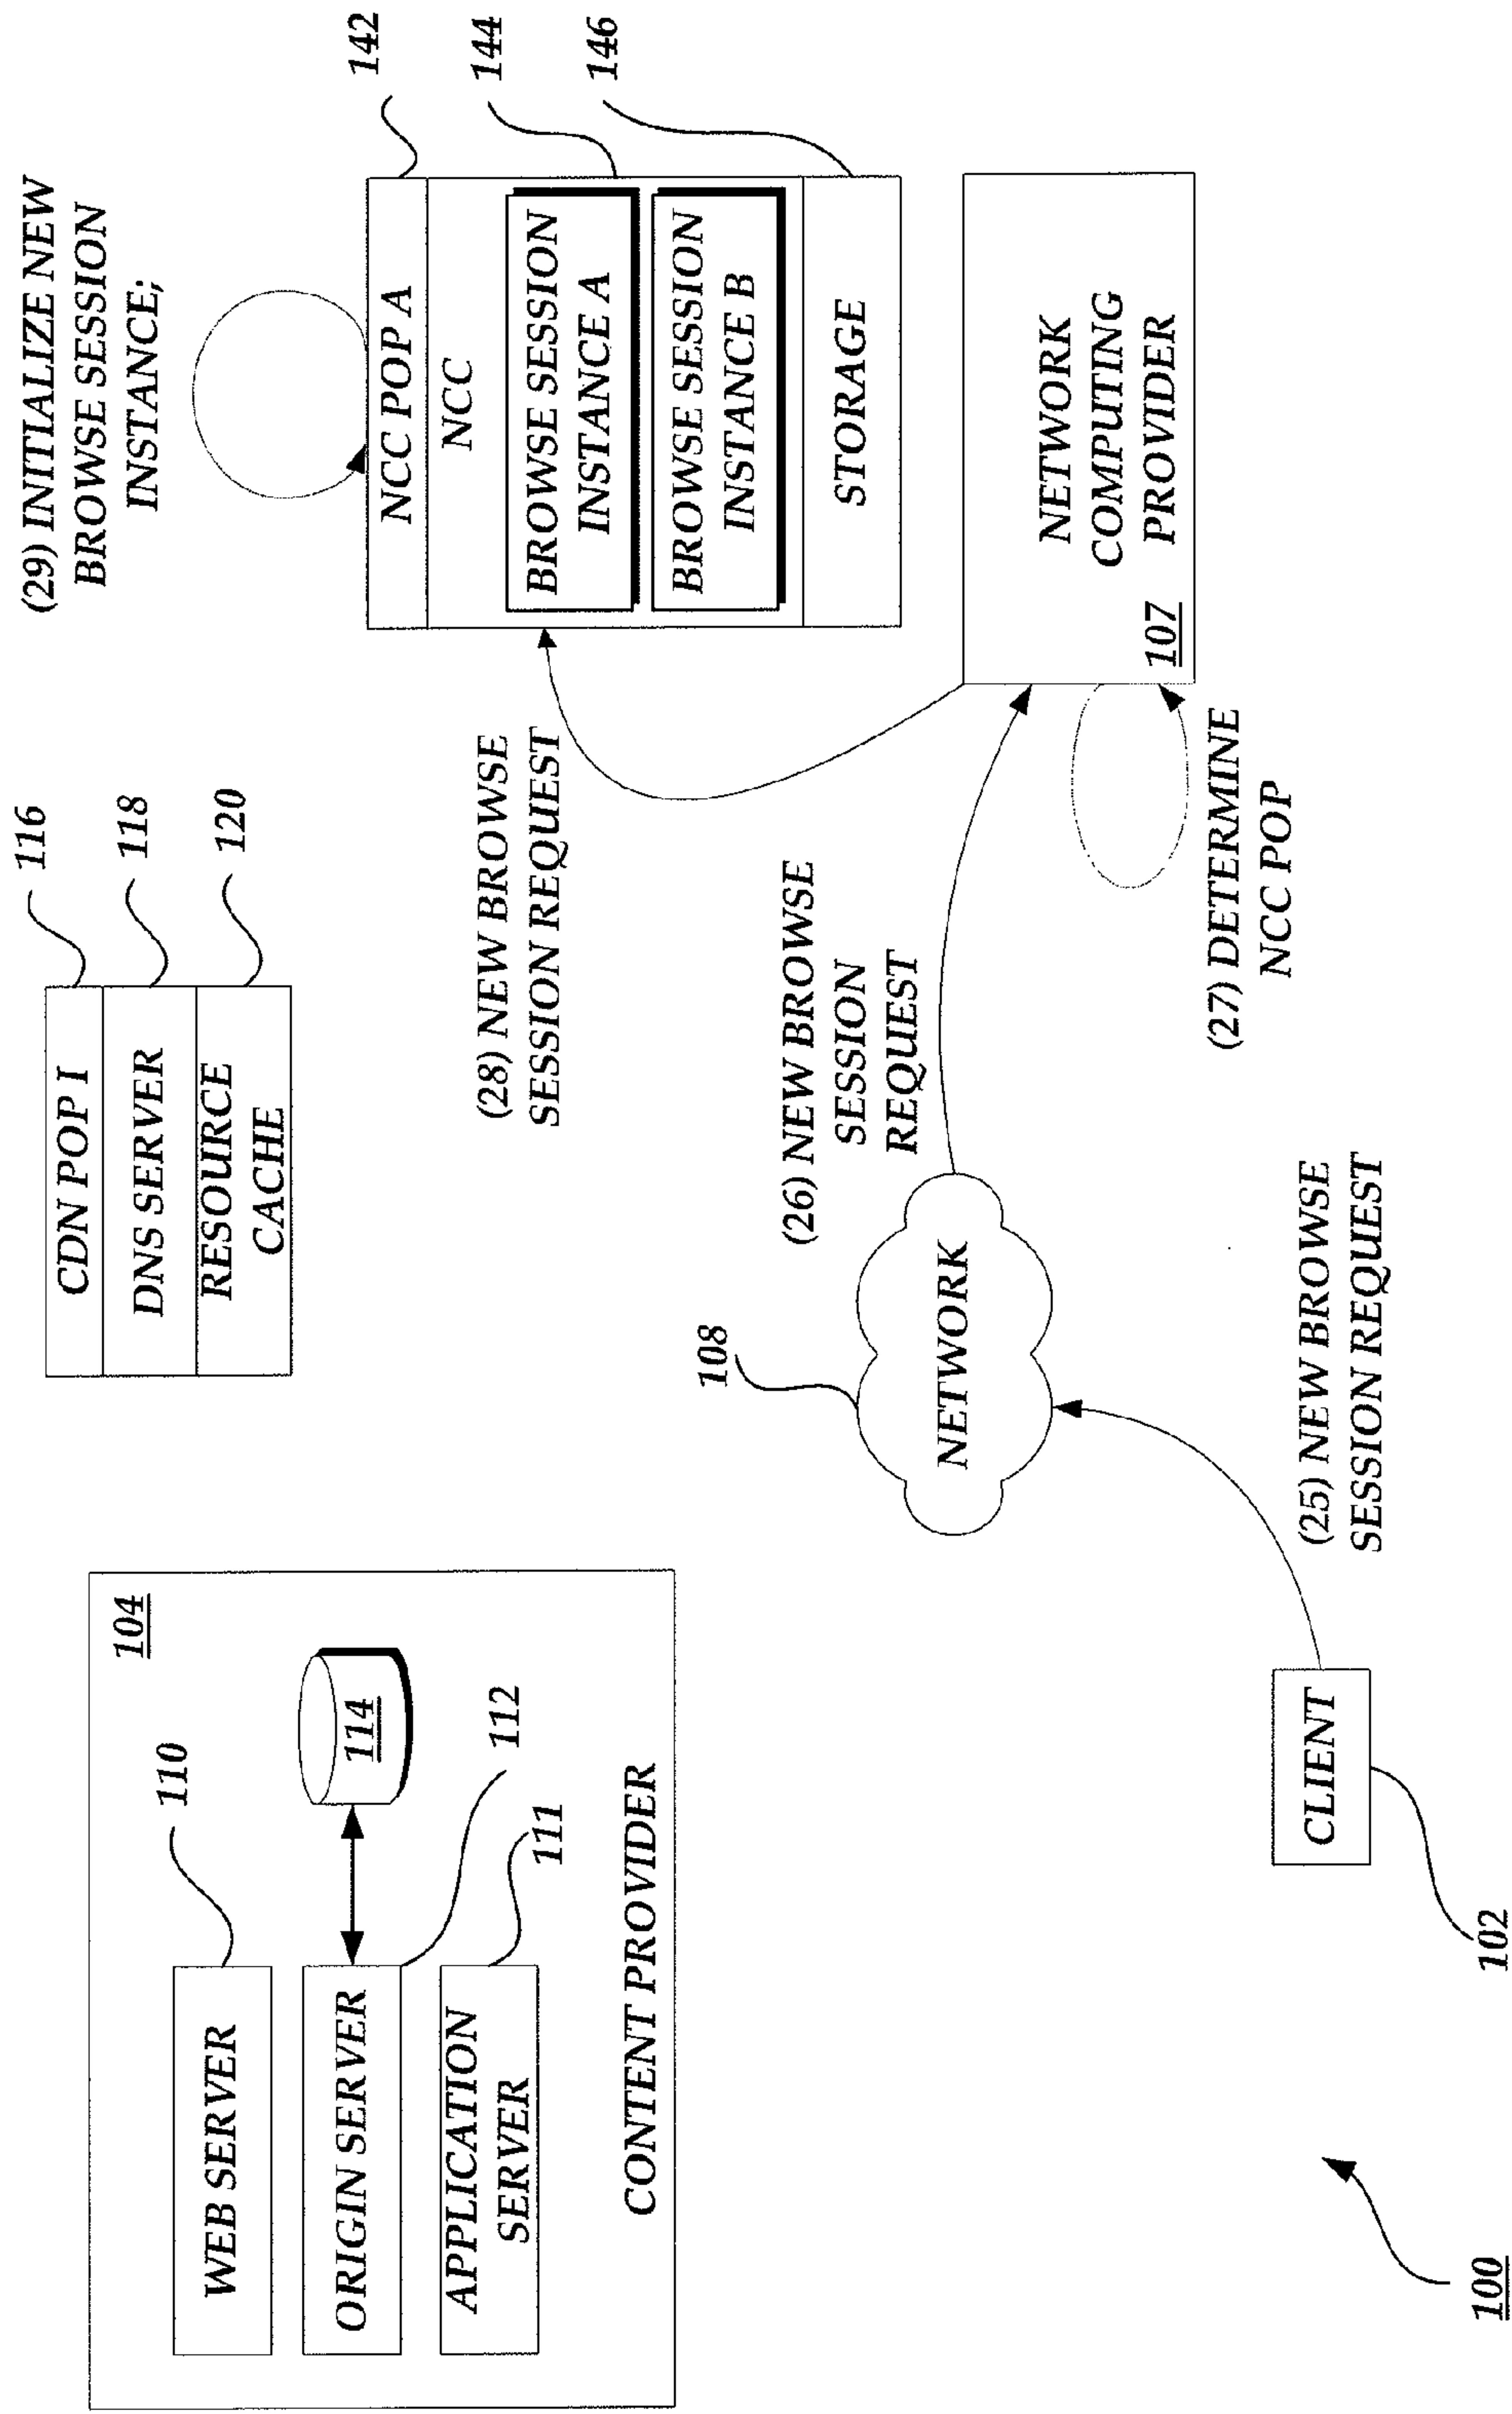 104
WEB SERVER
110
ORIGIN SERVER
114
112
APPLICATION
SERVER
111
CONTENT PROVIDER
CDN POP I
116
DNS SERVER
118
RESOURCE
CACHE
120
(29) INITIALIZE NEW
BROWSE SESSION
INSTANCE;
NCC POP A
142
NCC
144
BROWSE SESSION
INSTANCE A
BROWSE SESSION
INSTANCE B
STORAGE
146
(28) NEW BROWSE
SESSION REQUEST
108
NETWORK
(26) NEW BROWSE
SESSION
REQUEST
NETWORK
COMPUTING
PROVIDER
107
(27) DETERMINE
NCC POP
(25) NEW BROWSE
SESSION REQUEST
CLIENT
102
100